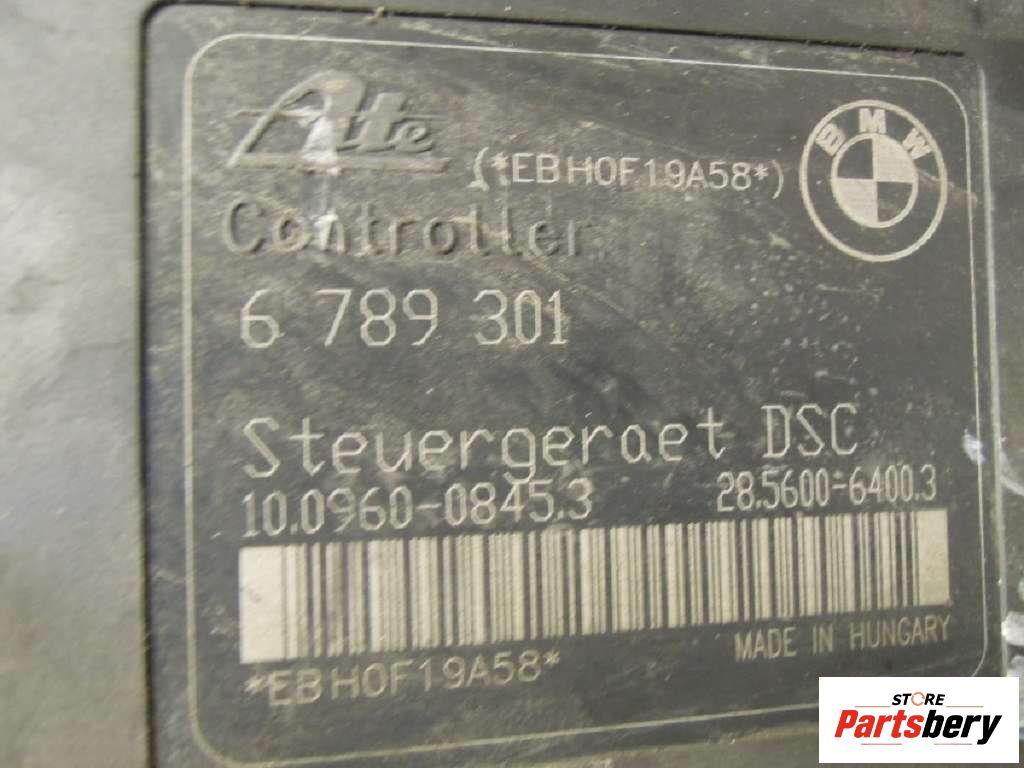 Ate
(*EBH0F19A58*)
BMW
Controller
6 789 301
Steuergeraet DSC
10.0960-0845.3 28.5600-6400.3
*EBH0F19A58*
MADE IN HUNGARY
STORE
Partsbery